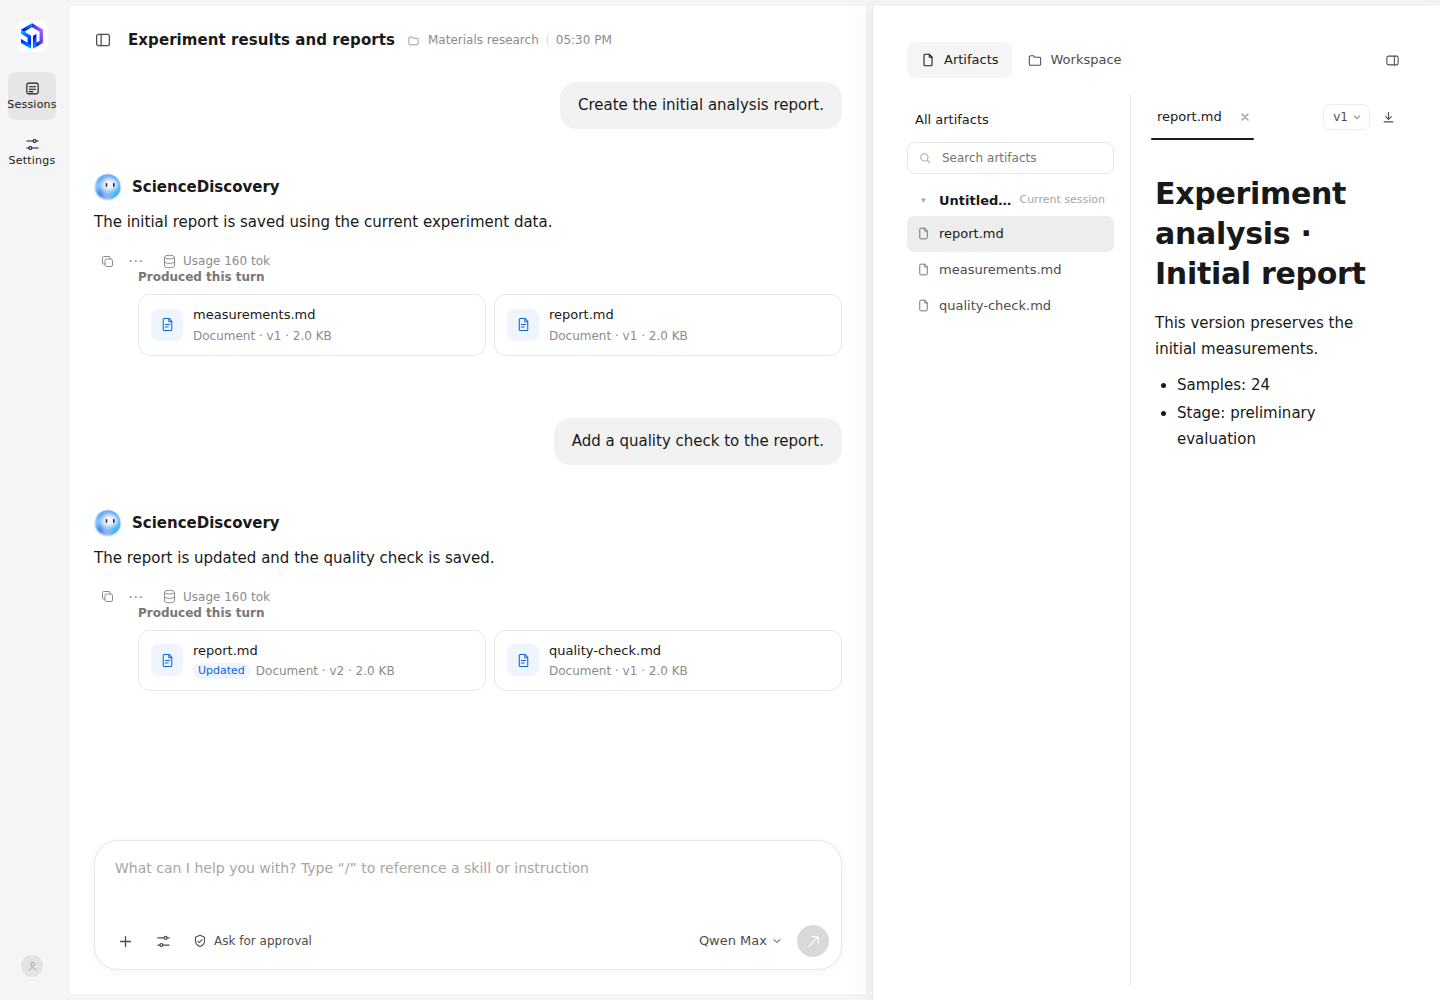 Sessions
Settings
Experiment results and reports
Materials research
05:30 PM
Create the initial analysis report.
ScienceDiscovery
The initial report is saved using the current experiment data.
Usage 160 tok
Produced this turn
measurements.md
Document · v1 · 2.0 KB
report.md
Document · v1 · 2.0 KB
Add a quality check to the report.
ScienceDiscovery
The report is updated and the quality check is saved.
Usage 160 tok
Produced this turn
report.md
Updated Document · v2 · 2.0 KB
quality-check.md
Document · v1 · 2.0 KB
What can I help you with? Type “/” to reference a skill or instruction
Ask for approval
Qwen Max
Artifacts
Workspace
All artifacts
Search artifacts
Untitled… Current session
report.md
measurements.md
quality-check.md
report.md
v1
Experiment
analysis ·
Initial report
This version preserves the
initial measurements.
Samples: 24
Stage: preliminary
evaluation